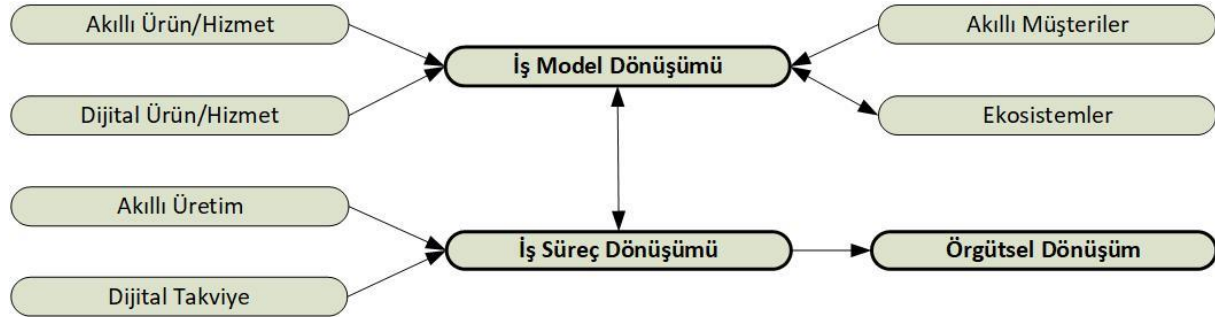 Akıllı Ürün/Hizmet
Akıllı Müşteriler
İş Model Dönüşümü
Dijital Ürün/Hizmet
Ekosistemler
Akıllı Üretim
İş Süreç Dönüşümü
Örgütsel Dönüşüm
Dijital Takviye